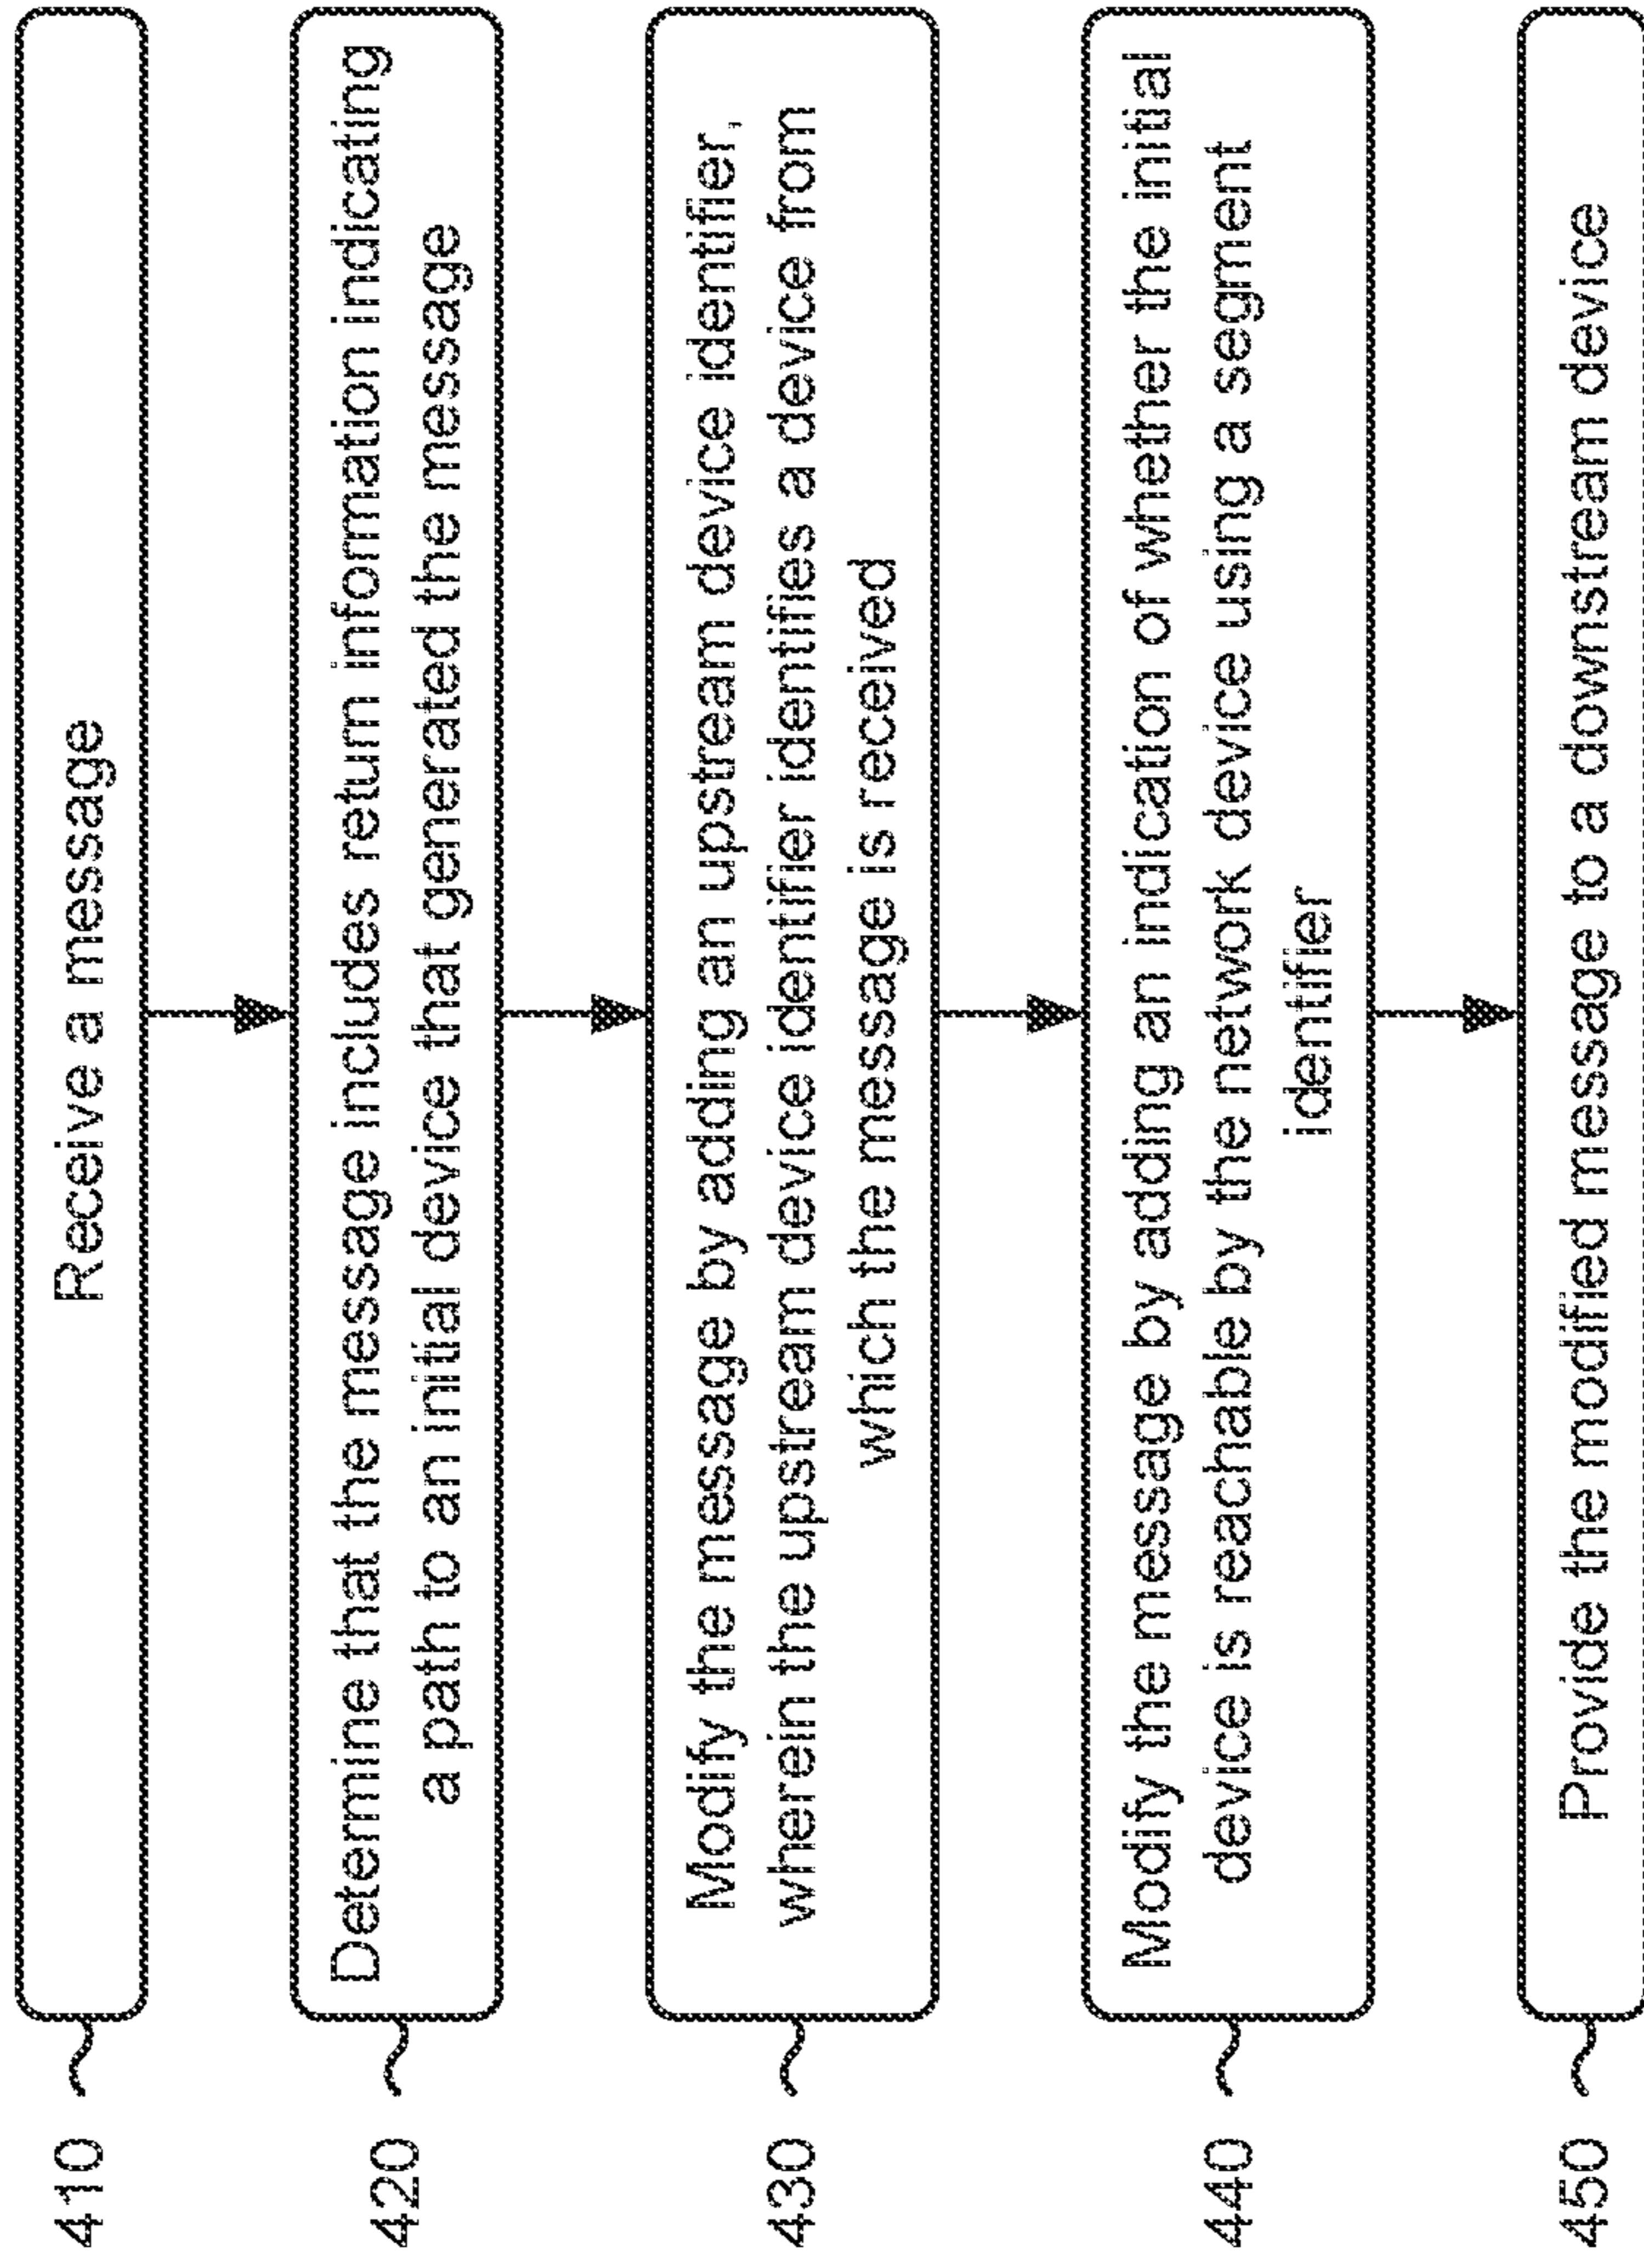 410
Receive a message
420
Determine that the message includes return information indicating
a path to an initial device that generated the message
430
Modify the message by adding an upstream device identifier,
wherein the upstream device identifier identifies a device from
which the message is received
440
Modify the message by adding an indication of whether the initial
device is reachable by the network device using a segment
identifier
450
Provide the modified message to a downstream device